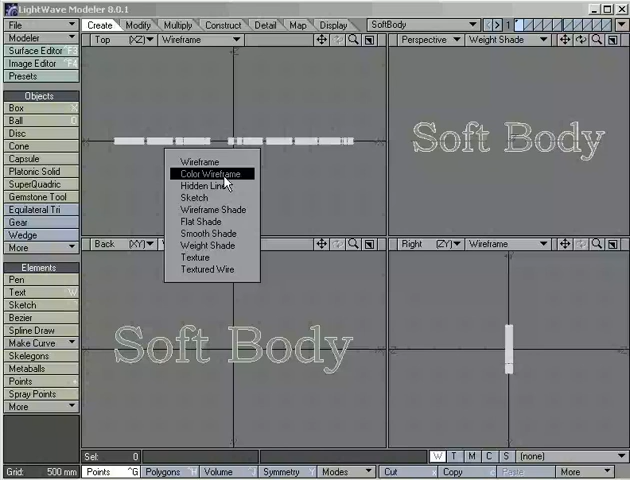 LightWave Modeler 8.0.1
File
Create Modify Multiply Construct Detail Map Display SoftBody 1
Modeler
Surface Editor F3
Image Editor F4
Presets
Objects
Box X
Ball O
Disc
Cone
Capsule
Platonic Solid
SuperQuadric
Gemstone Tool
Equilateral Tri
Gear
Wedge
More
Elements
Pen
Text W
Sketch
Bezier
Spline Draw
Make Curve
Skelegons
Metaballs
Points +
Spray Points
More
Grid: 500 mm
Top (XZ) Wireframe
Perspective Weight Shade
Soft Body
Wireframe
Color Wireframe
Hidden Line
Sketch
Wireframe Shade
Flat Shade
Smooth Shade
Weight Shade
Texture
Textured Wire
Back (XY)
Right (ZY) Wireframe
Soft Body
Sel: 0 W T M C S (none)
Points ^G Polygons ^H Volume ^J Symmetry Y Modes Cut Copy Paste More